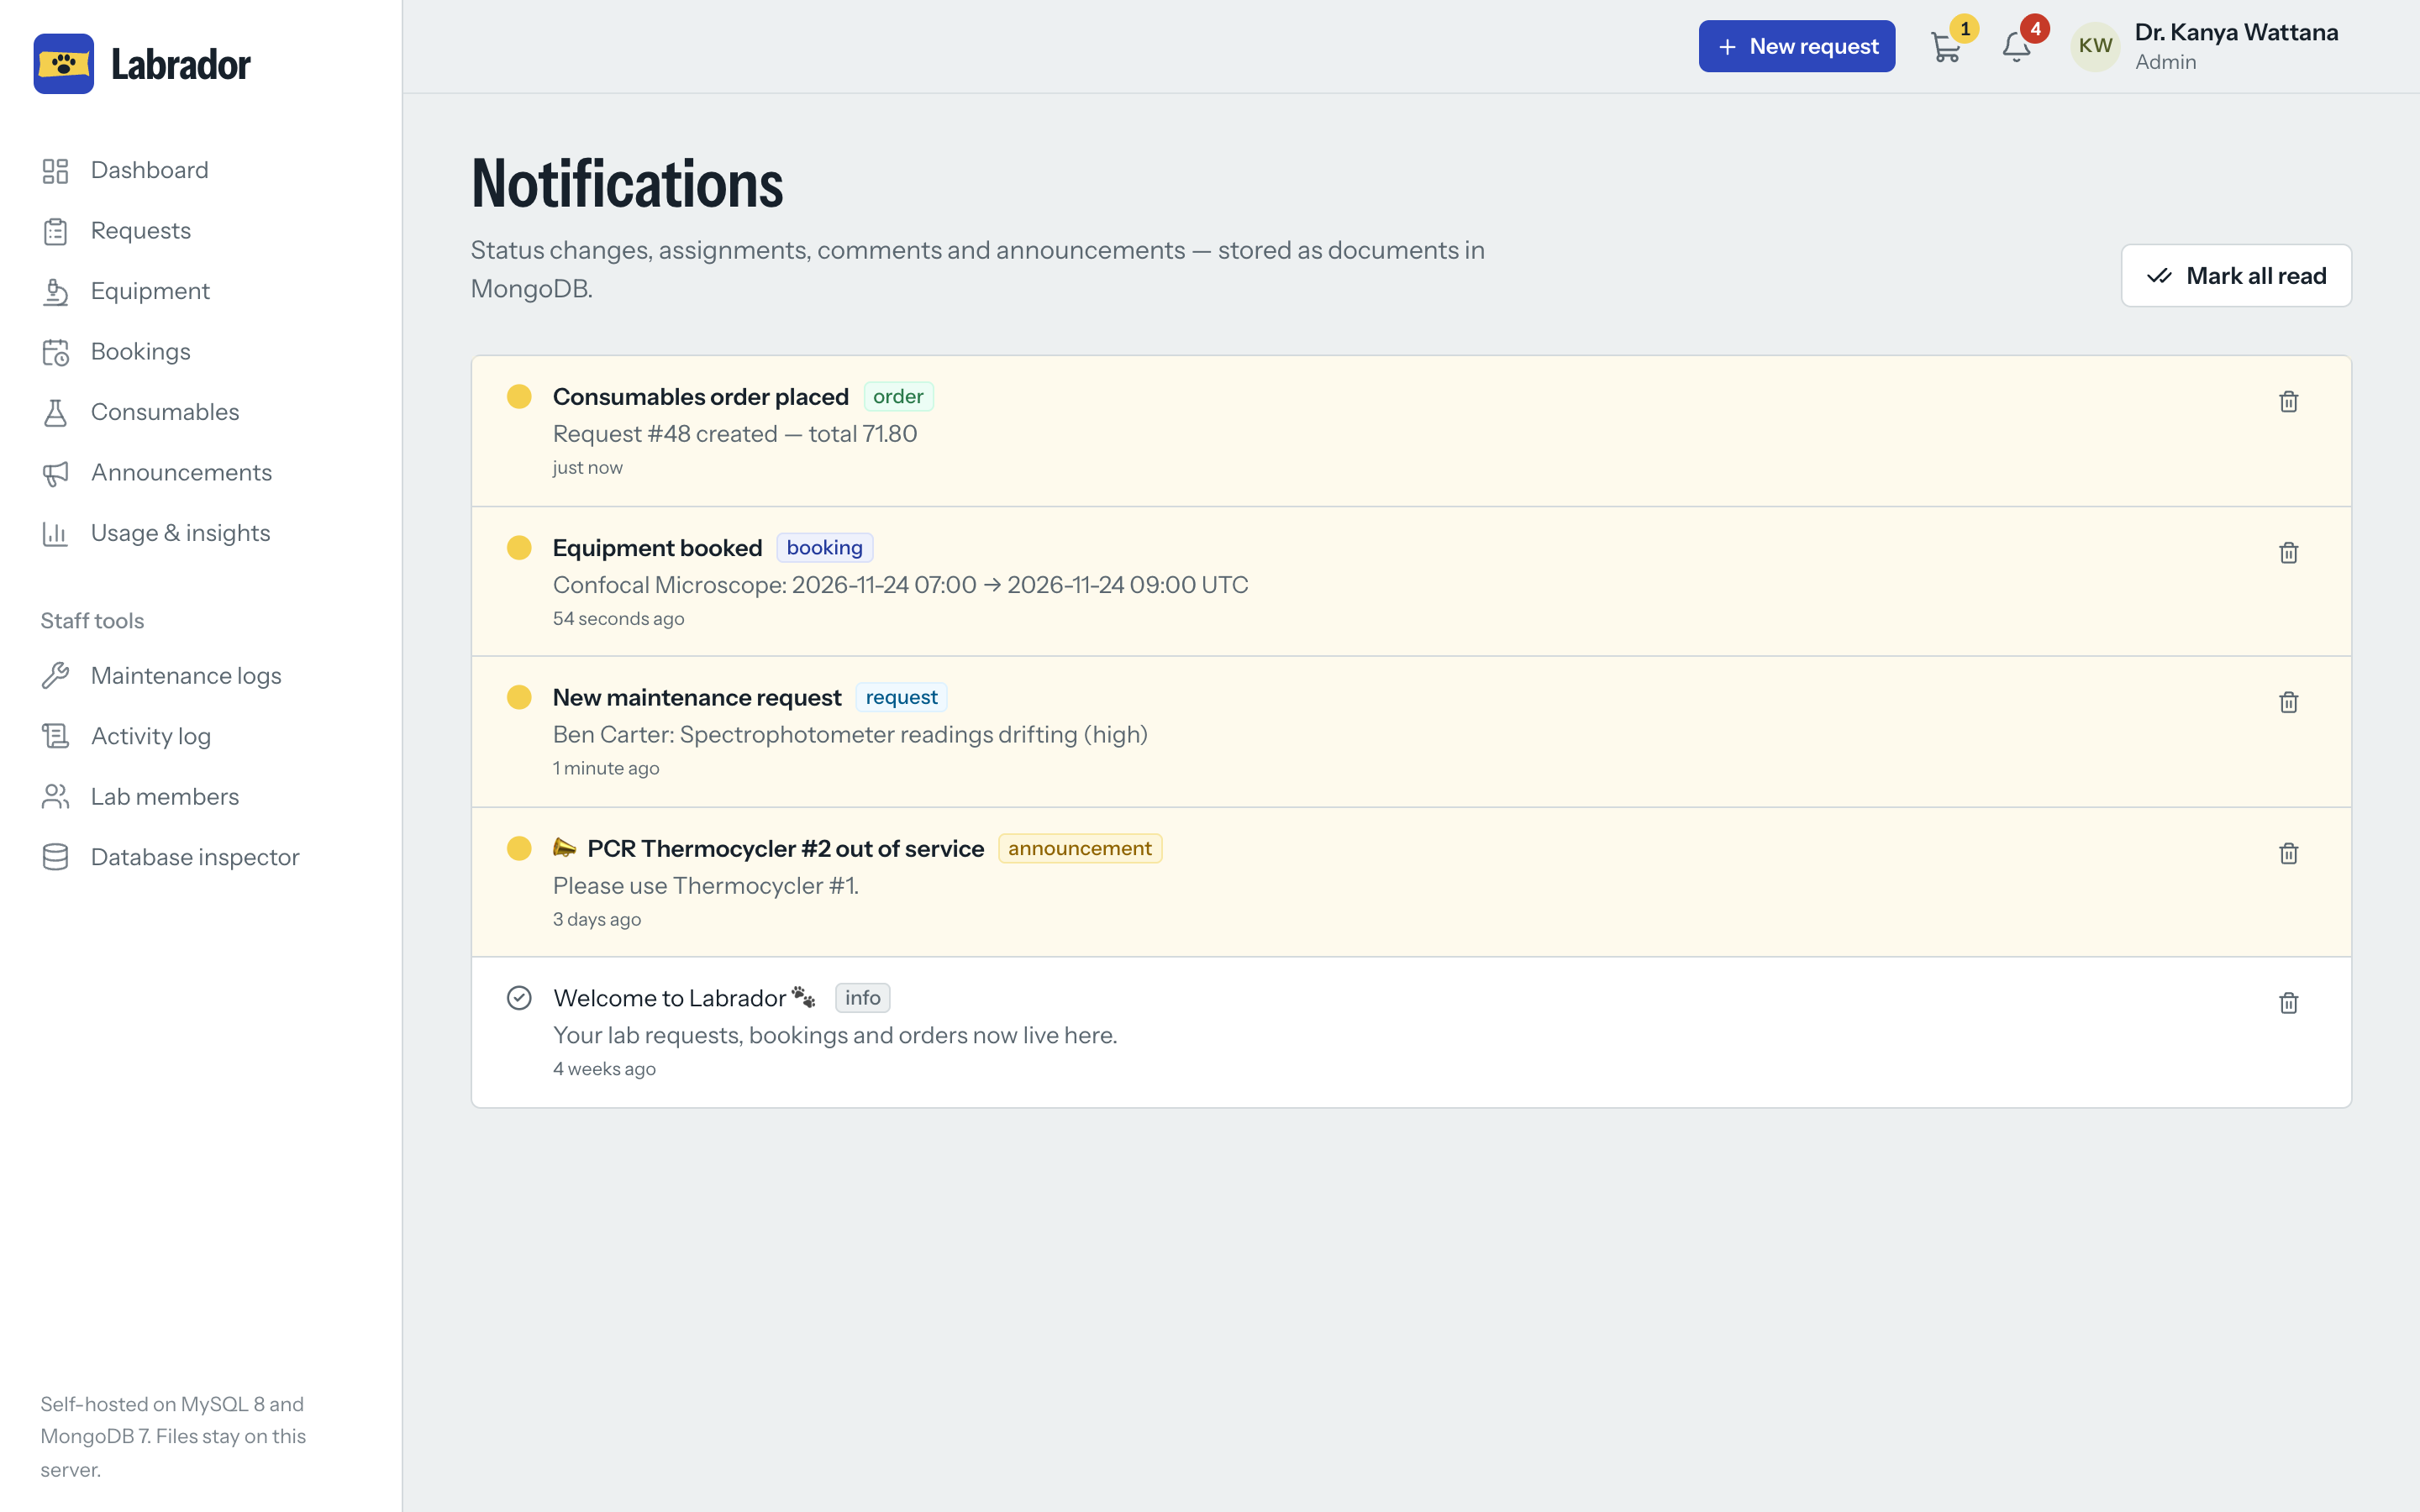 Labrador
Dashboard
Requests
Equipment
Bookings
Consumables
Announcements
Usage & insights
Staff tools
Maintenance logs
Activity log
Lab members
Database inspector
Self-hosted on MySQL 8 and
MongoDB 7. Files stay on this
server.
New request
1
4
KW
Dr. Kanya Wattana
Admin
Notifications
Status changes, assignments, comments and announcements — stored as documents in
MongoDB.
Mark all read
Consumables order placed order
Request #48 created — total 71.80
just now
Equipment booked booking
Confocal Microscope: 2026-11-24 07:00 → 2026-11-24 09:00 UTC
54 seconds ago
New maintenance request request
Ben Carter: Spectrophotometer readings drifting (high)
1 minute ago
📣 PCR Thermocycler #2 out of service announcement
Please use Thermocycler #1.
3 days ago
Welcome to Labrador 🐾 info
Your lab requests, bookings and orders now live here.
4 weeks ago